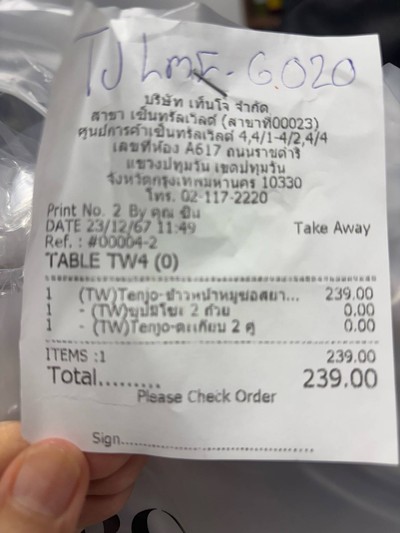 6.020
บริษัท เท็นโจ จำกัด
สาขา เซ็นทรัลเวิลด์ (สาขาที่00023)
ศูนย์การค้าเซ็นทรัลเวิลด์ 4,4/1-4/2,4/4
เลขที่ห้อง A617 ถนนราชดำริ
แขวงปทุมวัน เขตปทุมวัน
จังหวัดกรุงเทพมหานคร 10330
โทร. 02-117-2220
Print No. 2 By คุณ
DATE 23/12/67 11:49 Take Away
Ref. : #00004-2
TABLE TW4 (0)
1 (TW)Tenjo-ข้าวหน้าหมูซอสยา... 239.00
1 - (TW)ซุปมิโซะ 2 ถ้วย 0.00
1 - (TW)Tenjo-ตะเกียบ 2 คู่ 0.00
ITEMS :1 239.00
Total......... 239.00
Please Check Order
Sign